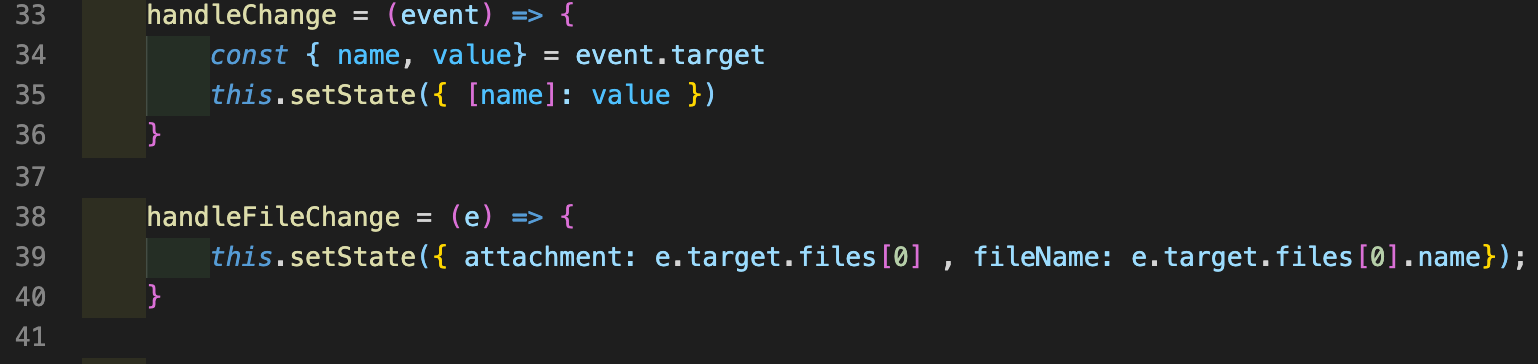 33 handleChange = (event) => {
34 const { name, value} = event.target
35 this.setState({ [name]: value })
36 }
37
38 handleFileChange = (e) => {
39 this.setState({ attachment: e.target.files[0] , fileName: e.target.files[0].name});
40 }
41